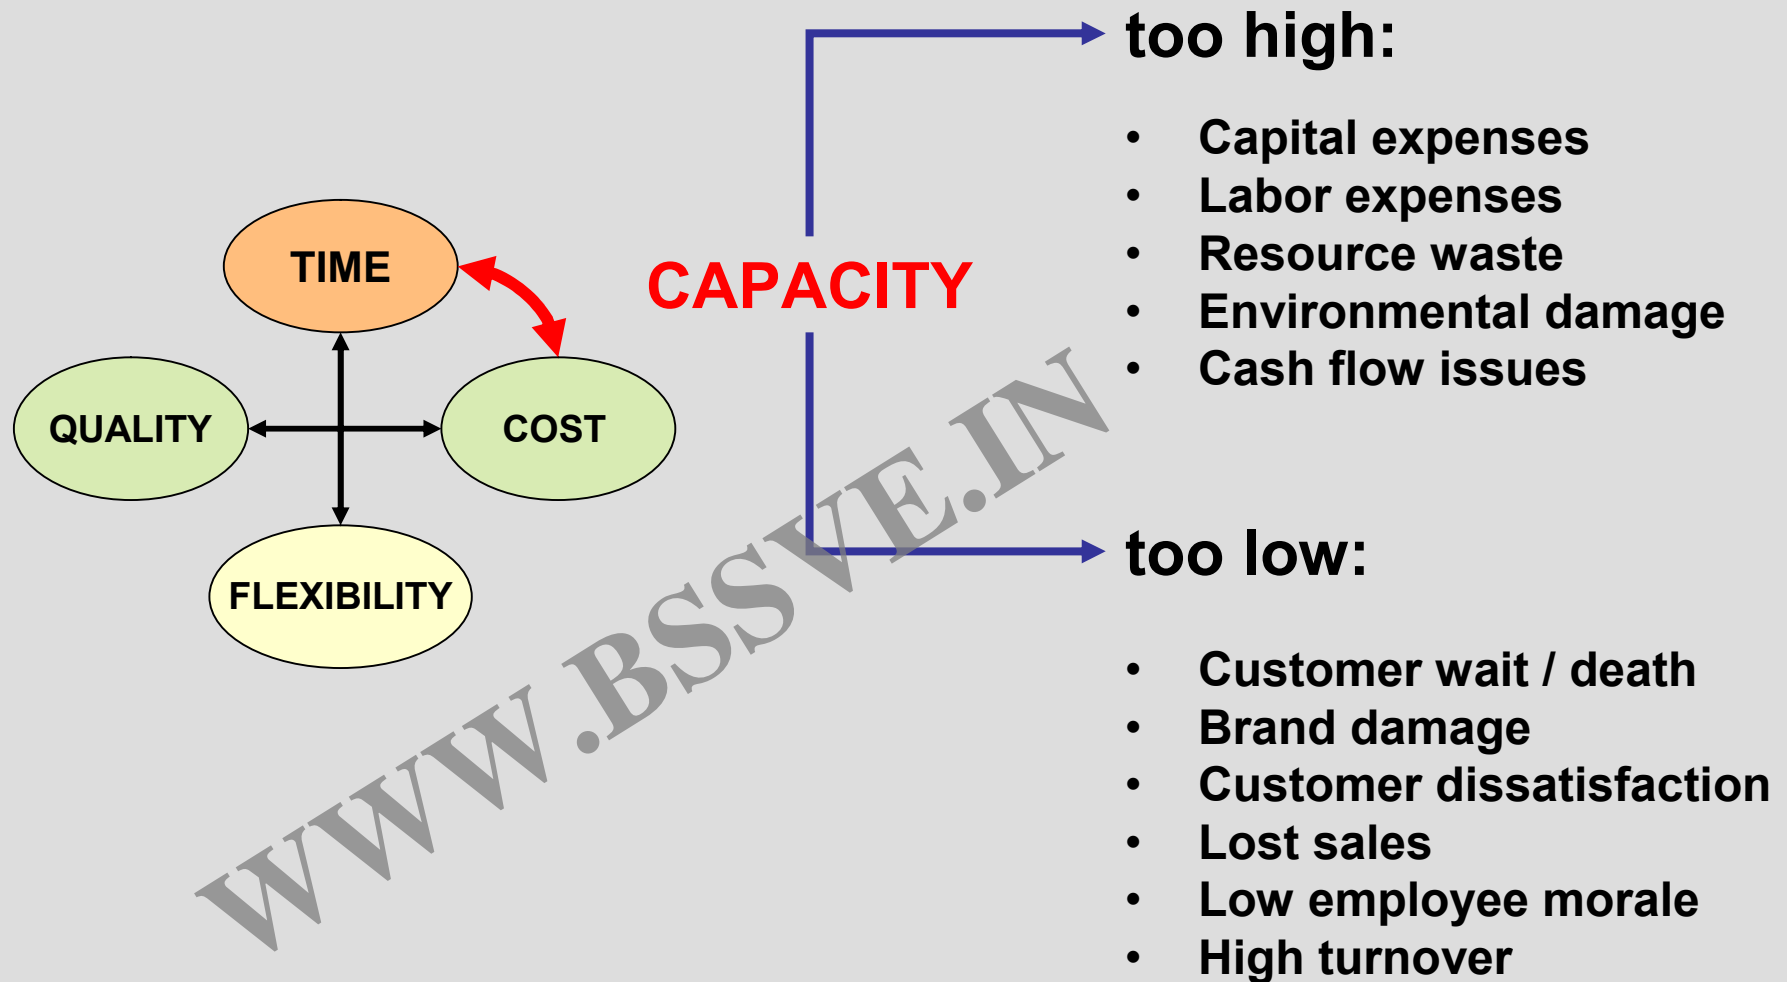 TIME
QUALITY
COST
FLEXIBILITY
CAPACITY
too high:
• Capital expenses
• Labor expenses
• Resource waste
• Environmental damage
• Cash flow issues
too low:
• Customer wait / death
• Brand damage
• Customer dissatisfaction
• Lost sales
• Low employee morale
• High turnover
WWW.BSSVE.IN